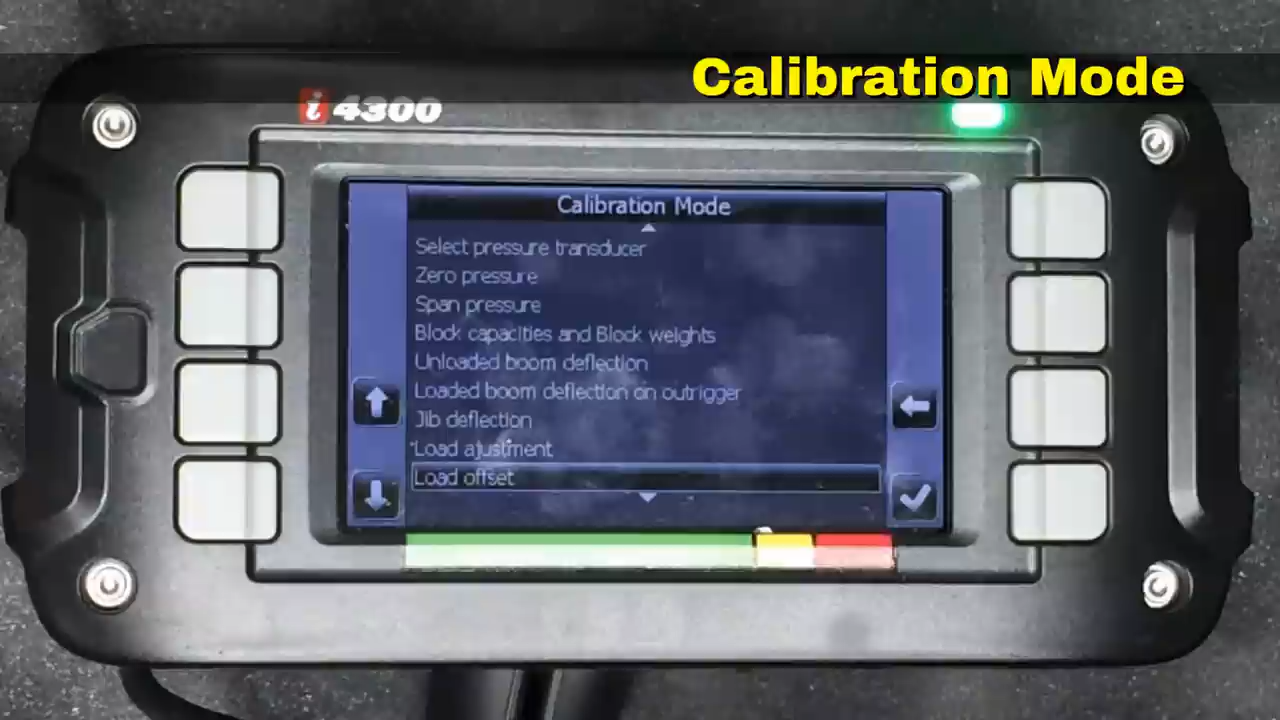 Calibration Mode
i4300
Calibration Mode
Select pressure transducer
Zero pressure
Span pressure
Block capacities and Block weights
Unloaded boom deflection
Loaded boom deflection on outrigger
Jib deflection
Load ajustment
Load offset